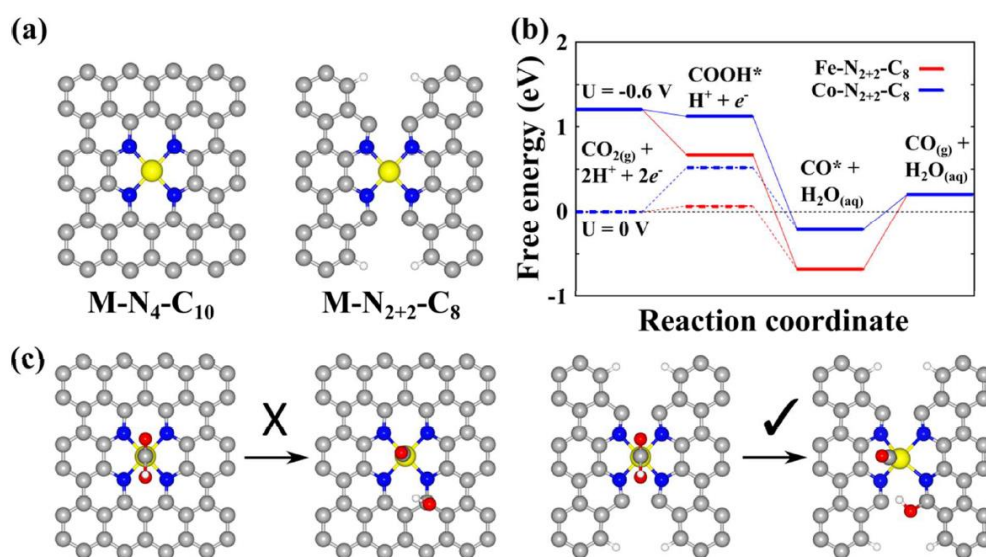 (a)
M-N₄-C₁₀
M-N₂₊₂-C₈
(b)
Free energy (eV)
2
1
0
-1
U = -0.6 V
COOH*
H⁺ + e⁻
Fe-N₂₊₂-C₈
Co-N₂₊₂-C₈
CO₂(g) +
2H⁺ + 2e⁻
U = 0 V
CO* +
H₂O(aq)
CO(g) +
H₂O(aq)
Reaction coordinate
(c)
X
✓